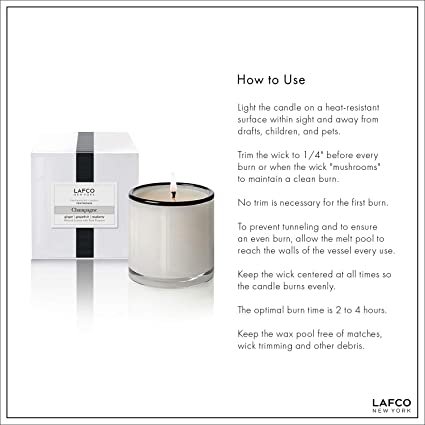 How to Use
Light the candle on a heat-resistant
surface within sight and away from
drafts, children, and pets.
Trim the wick to 1/4" before every
burn or when the wick "mushrooms"
to maintain a clean burn.
No trim is necessary for the first burn.
To prevent tunneling and to ensure
an even burn, allow the melt pool to
reach the walls of the vessel every use.
Keep the wick centered at all times so
the candle burns evenly.
The optimal burn time is 2 to 4 hours.
Keep the wax pool free of matches,
wick trimming and other debris.
LAFCO
NEW YORK
Champagne
LAFCO
NEW YORK